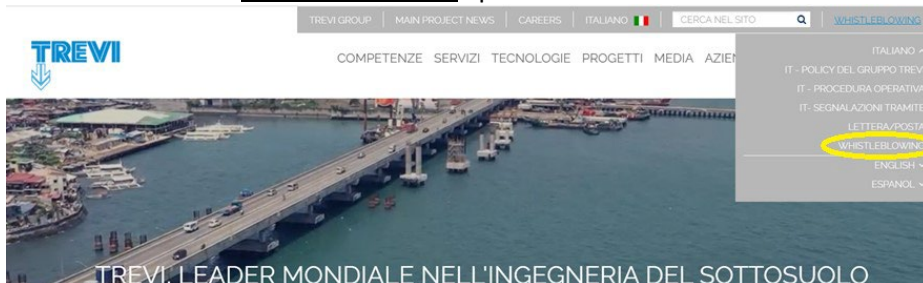 TREVI GROUP MAIN PROJECT NEWS CAREERS ITALIANO CERCA NEL SITO WHISTLEBLOWING
TREVI
COMPETENZE SERVIZI TECNOLOGIE PROGETTI MEDIA
ITALIANO
IT - POLICY DEL GRUPPO TREVI
IT - PROCEDURA OPERATIVA
IT- SEGNALAZIONI TRAMITE
LETTERA/POSTA
WHISTLEBLOWING
ENGLISH
ESPANOL
TREVI, LEADER MONDIALE NELL'INGEGNERIA DEL SOTTOSUOLO